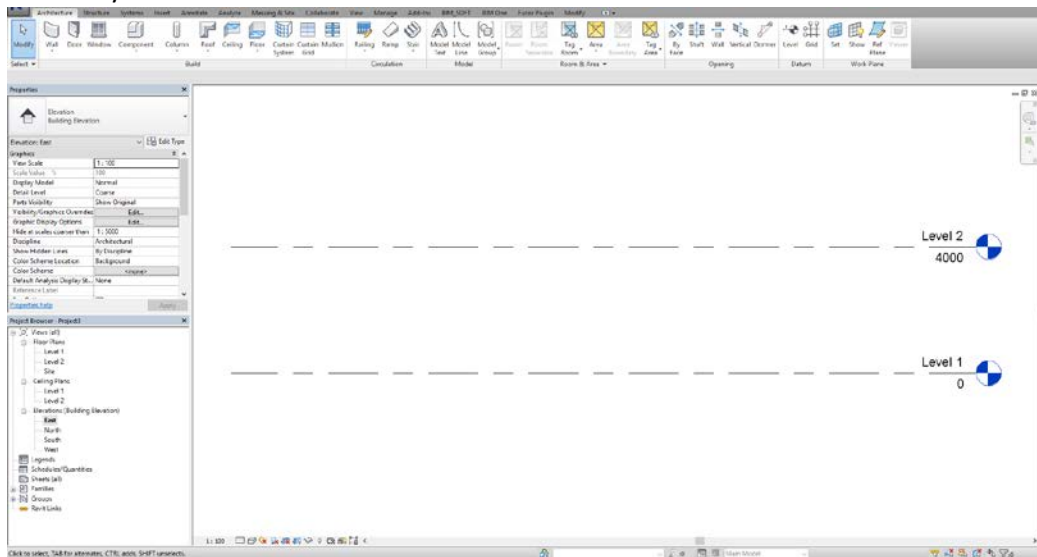 Architecture Structure Systems Insert Annotate Analyze Massing & Site Collaborate View Manage Add-Ins BIM_SOFT BIM One Modify
Modify Wall Door Window Component Column Roof Ceiling Floor Curtain System Curtain Grid Mullion Railing Ramp Stair Model Text Model Line Model Group Room Room Separator Tag Room Area Area Boundary Tag Area By Face Shaft Wall Vertical Dormer Level Grid Set Show Ref Plane Viewer
Select Build Circulation Model Room & Area Opening Datum Work Plane
Properties
Elevation
Building Elevation
Elevation: East Edit Type
Graphics
View Scale 1 : 100
Scale Value 1: 100
Display Model Normal
Detail Level Coarse
Parts Visibility Show Original
Visibility/Graphics Overrides Edit...
Graphic Display Options Edit...
Hide at scales coarser than 1 : 5000
Discipline Architectural
Show Hidden Lines By Discipline
Color Scheme Location Background
Color Scheme <none>
Default Analysis Display St... None
Reference Label
Properties help Apply
Project Browser - Project3
Views (all)
Floor Plans
Level 1
Level 2
Site
Ceiling Plans
Level 1
Level 2
Elevations (Building Elevation)
East
North
South
West
Legends
Schedules/Quantities
Sheets (all)
Families
Groups
Revit Links
Level 2
4000
Level 1
0
1 : 100
Click to select, TAB for alternates, CTRL adds, SHIFT unselects.
Main Model